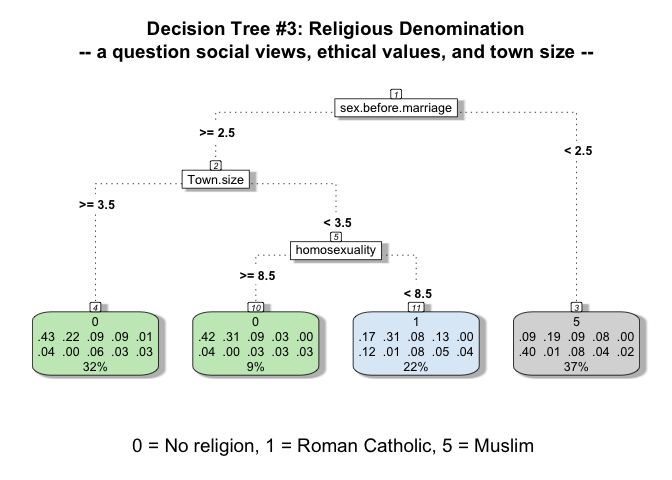 Decision Tree #3: Religious Denomination
-- a question social views, ethical values, and town size --
1
sex.before.marriage
>= 2.5
< 2.5
2
Town.size
>= 3.5
< 3.5
5
homosexuality
>= 8.5
< 8.5
4
0
.43 .22 .09 .09 .01
.04 .00 .06 .03 .03
32%
10
0
.42 .31 .09 .03 .00
.04 .00 .03 .03 .03
9%
11
1
.17 .31 .08 .13 .00
.12 .01 .08 .05 .04
22%
3
5
.09 .19 .09 .08 .00
.40 .01 .08 .04 .02
37%
0 = No religion, 1 = Roman Catholic, 5 = Muslim